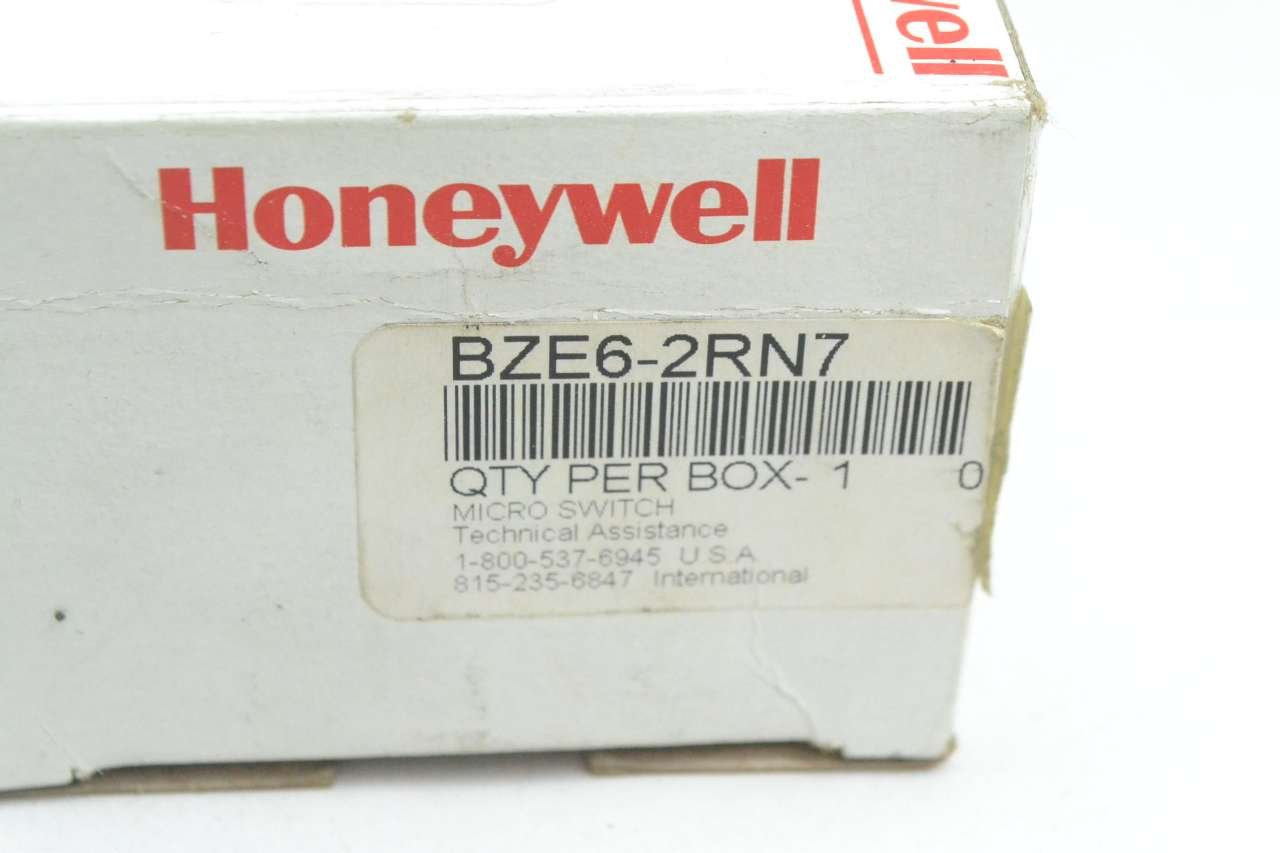 well
Honeywell
BZE6-2RN7
QTY PER BOX- 1 0
MICRO SWITCH
Technical Assistance
1-800-537-6945 U.S.A.
815-235-6847 International